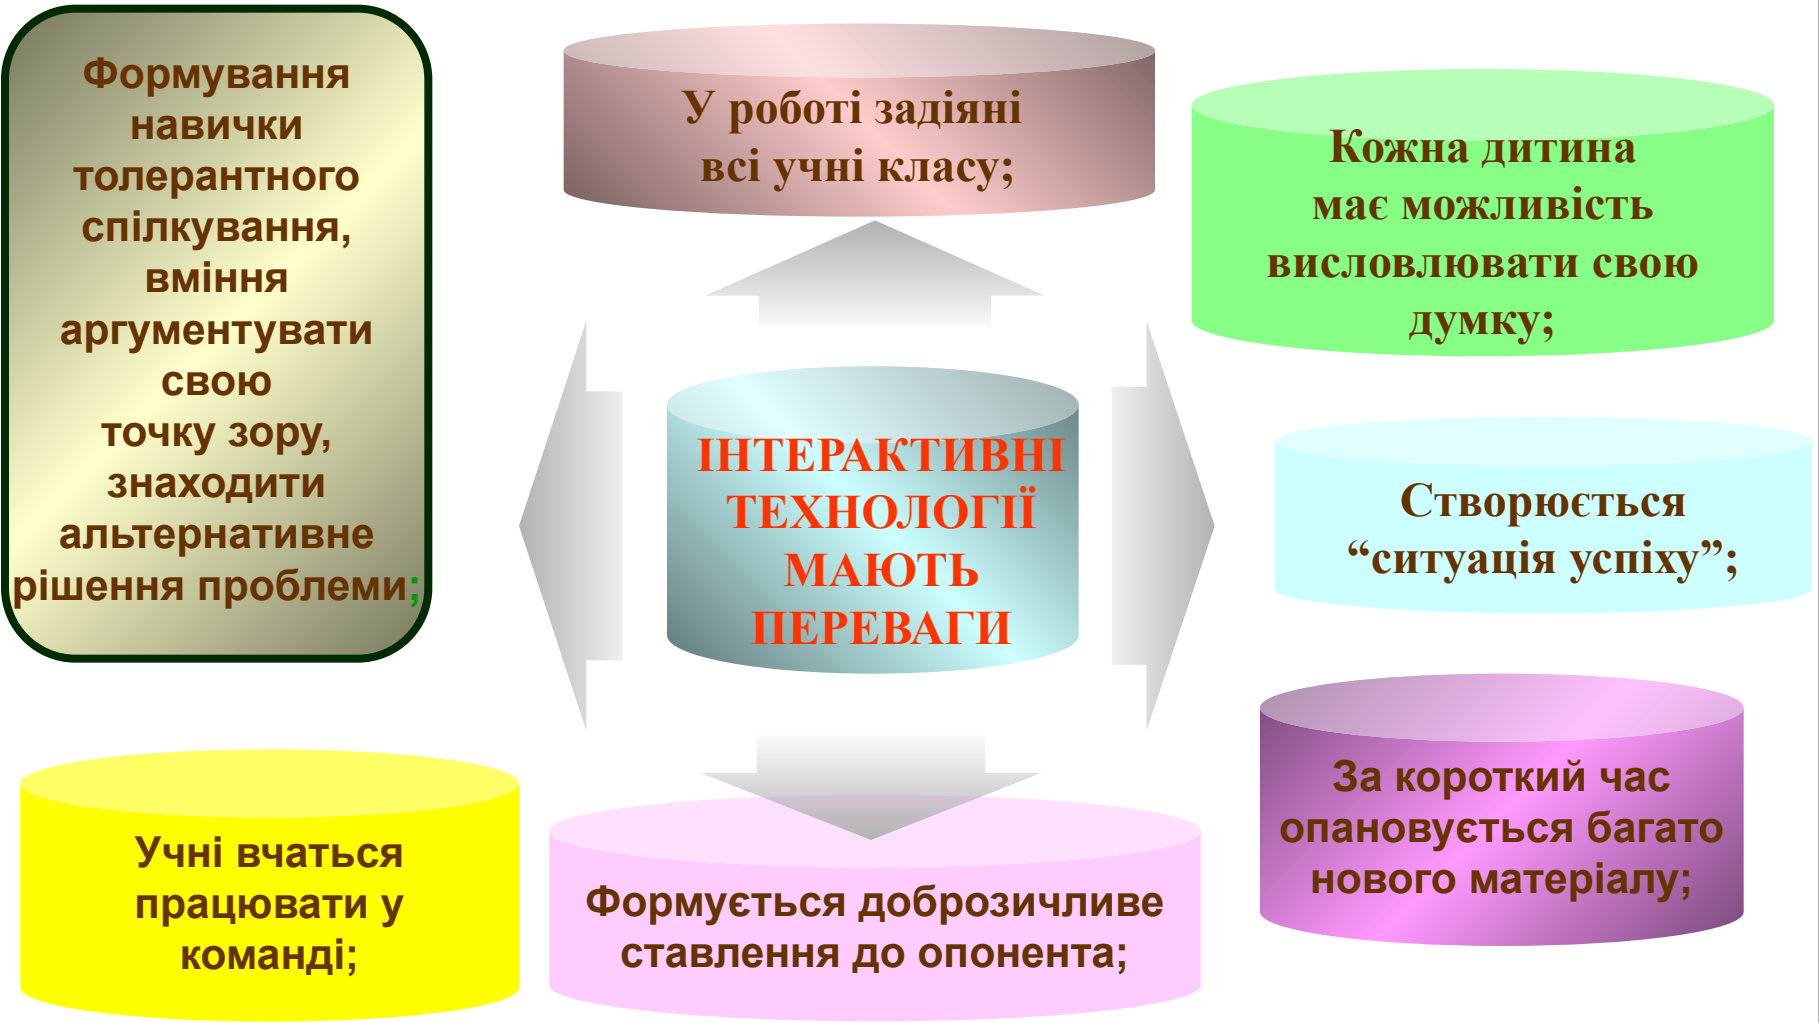 Формування
навички
толерантного
спілкування,
вміння
аргументувати
свою
точку зору,
знаходити
альтернативне
рішення проблеми;
У роботі задіяні
всі учні класу;
Кожна дитина
має можливість
висловлювати свою
думку;
ІНТЕРАКТИВНІ
ТЕХНОЛОГІЇ
МАЮТЬ
ПЕРЕВАГИ
Створюється
“ситуація успіху”;
За короткий час
опановується багато
нового матеріалу;
Учні вчаться
працювати у
команді;
Формується доброзичливе
ставлення до опонента;